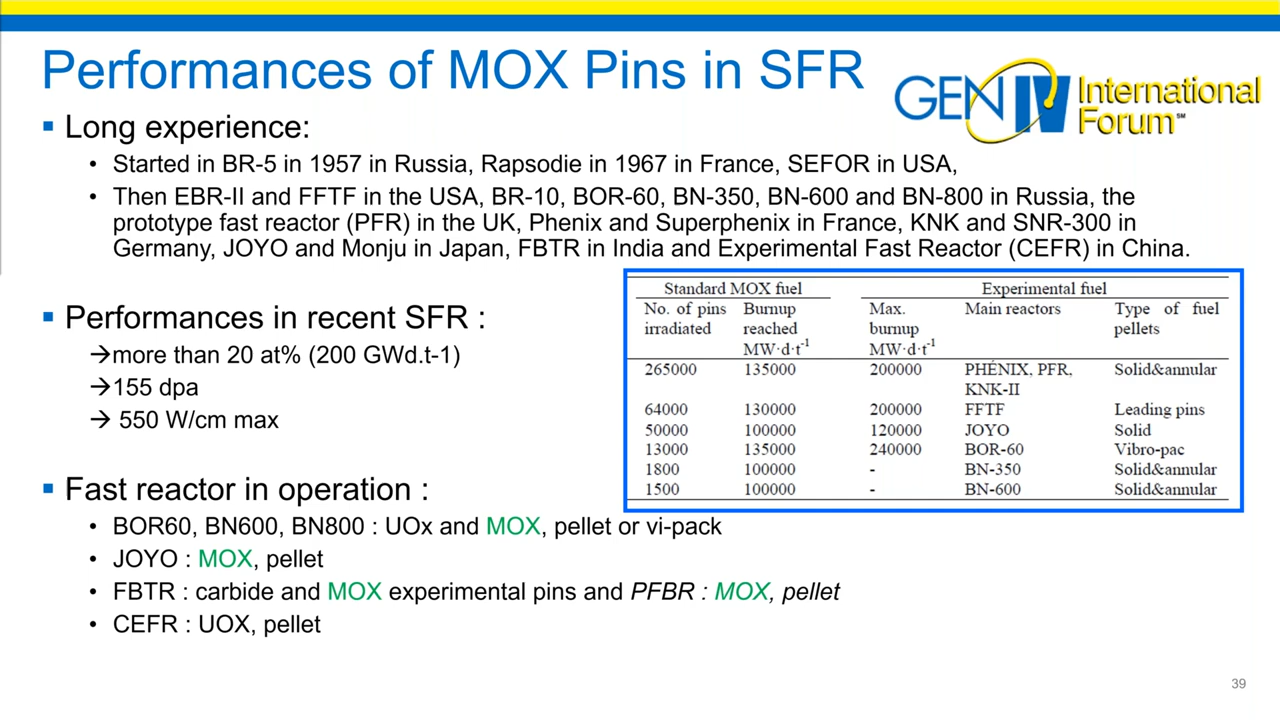 Performances of MOX Pins in SFR
GEN IV International Forum℠
▪ Long experience:
• Started in BR-5 in 1957 in Russia, Rapsodie in 1967 in France, SEFOR in USA,
• Then EBR-II and FFTF in the USA, BR-10, BOR-60, BN-350, BN-600 and BN-800 in Russia, the
prototype fast reactor (PFR) in the UK, Phenix and Superphenix in France, KNK and SNR-300 in
Germany, JOYO and Monju in Japan, FBTR in India and Experimental Fast Reactor (CEFR) in China.
▪ Performances in recent SFR :
→more than 20 at% (200 GWd.t-1)
→155 dpa
→ 550 W/cm max
Standard MOX fuel Experimental fuel
No. of pins Burnup Max. Main reactors Type of fuel
irradiated reached burnup pellets
MW·d·t-1 MW·d·t-1
265000 135000 200000 PHÉNIX, PFR, Solid&annular
KNK-II
64000 130000 200000 FFTF Leading pins
50000 100000 120000 JOYO Solid
13000 135000 240000 BOR-60 Vibro-pac
1800 100000 - BN-350 Solid&annular
1500 100000 - BN-600 Solid&annular
▪ Fast reactor in operation :
• BOR60, BN600, BN800 : UOx and MOX, pellet or vi-pack
• JOYO : MOX, pellet
• FBTR : carbide and MOX experimental pins and PFBR : MOX, pellet
• CEFR : UOX, pellet
39